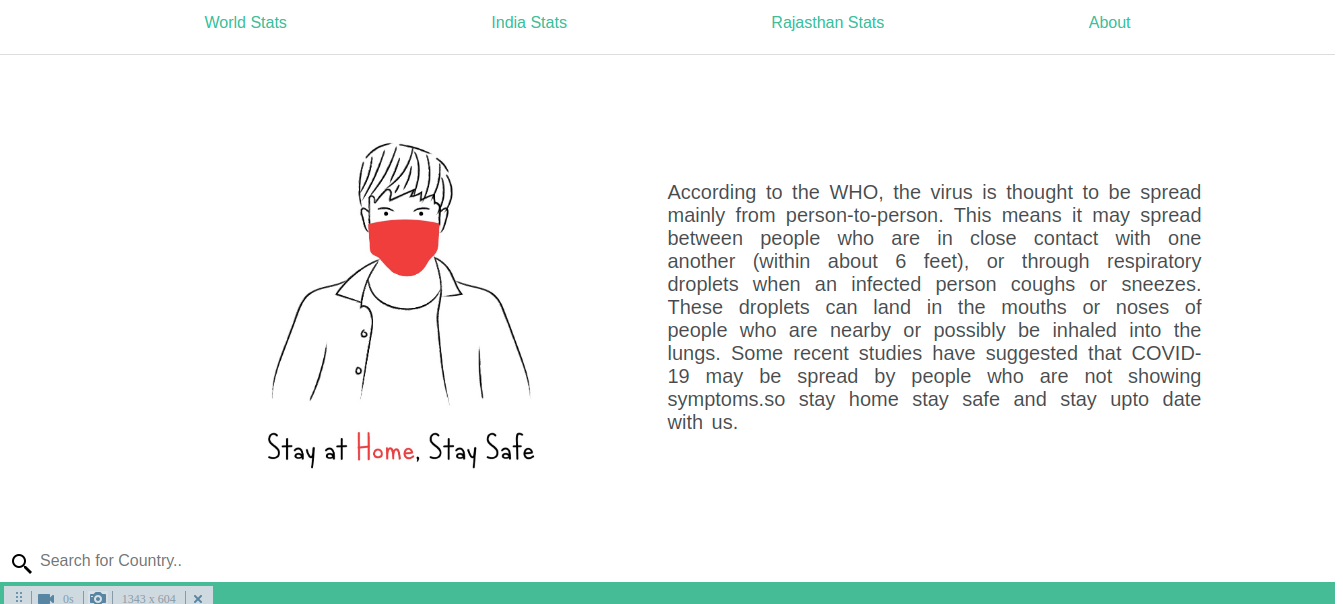 World Stats India Stats Rajasthan Stats About
According to the WHO, the virus is thought to be spread
mainly from person-to-person. This means it may spread
between people who are in close contact with one
another (within about 6 feet), or through respiratory
droplets when an infected person coughs or sneezes.
These droplets can land in the mouths or noses of
people who are nearby or possibly be inhaled into the
lungs. Some recent studies have suggested that COVID-
19 may be spread by people who are not showing
symptoms.so stay home stay safe and stay upto date
with us.
Stay at Home, Stay Safe
Search for Country..
0s 1343 x 604